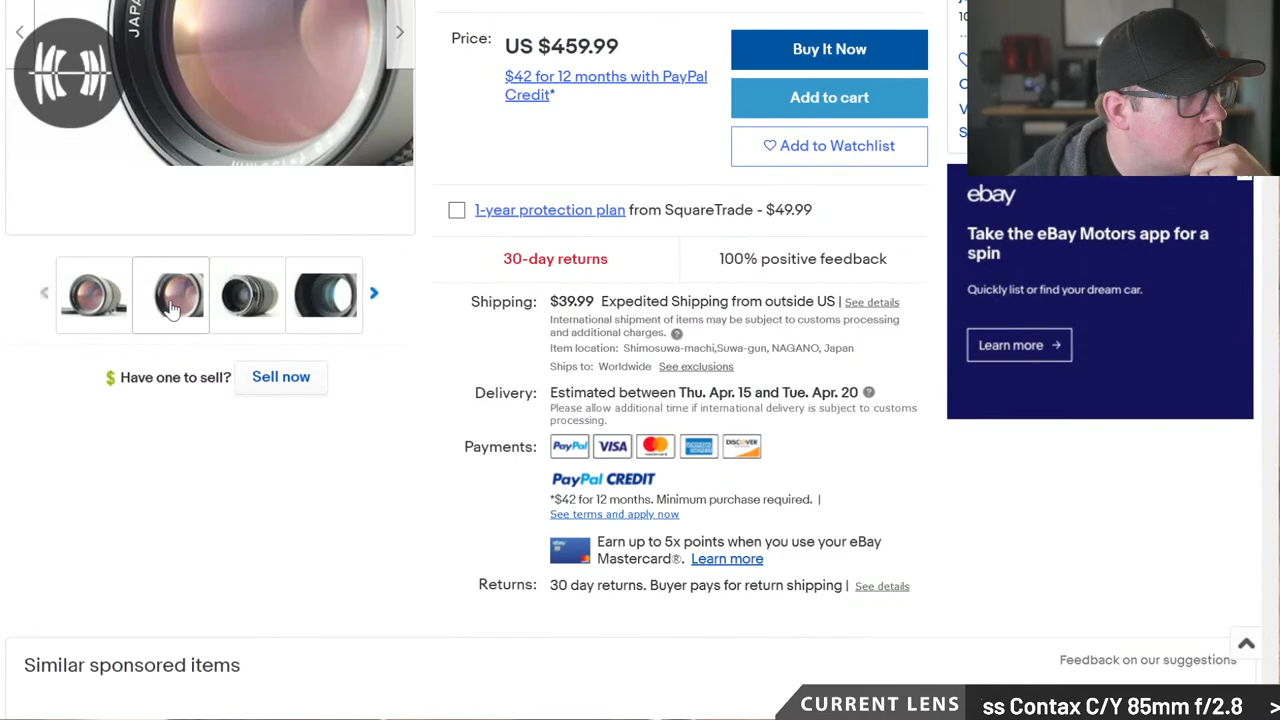 JAPA
Price:
US $459.99
$42 for 12 months with PayPal
Credit*
Buy It Now
Add to cart
Add to Watchlist
1-year protection plan from SquareTrade - $49.99
30-day returns
100% positive feedback
Shipping:
$39.99 Expedited Shipping from outside US | See details
International shipment of items may be subject to customs processing
and additional charges. ?
Item location: Shimosuwa-machi,Suwa-gun, NAGANO, Japan
Ships to: Worldwide See exclusions
Delivery:
Estimated between Thu. Apr. 15 and Tue. Apr. 20 ?
Please allow additional time if international delivery is subject to customs
processing.
Payments:
PayPal VISA MasterCard DISCOVER
PayPal CREDIT
*$42 for 12 months. Minimum purchase required. |
See terms and apply now
Earn up to 5x points when you use your eBay
Mastercard®. Learn more
Returns:
30 day returns. Buyer pays for return shipping | See details
$ Have one to sell? Sell now
ebay
Take the eBay Motors app for a
spin
Quickly list or find your dream car.
Learn more →
Similar sponsored items
Feedback on our suggestions
CURRENT LENS
ss Contax C/Y 85mm f/2.8 >